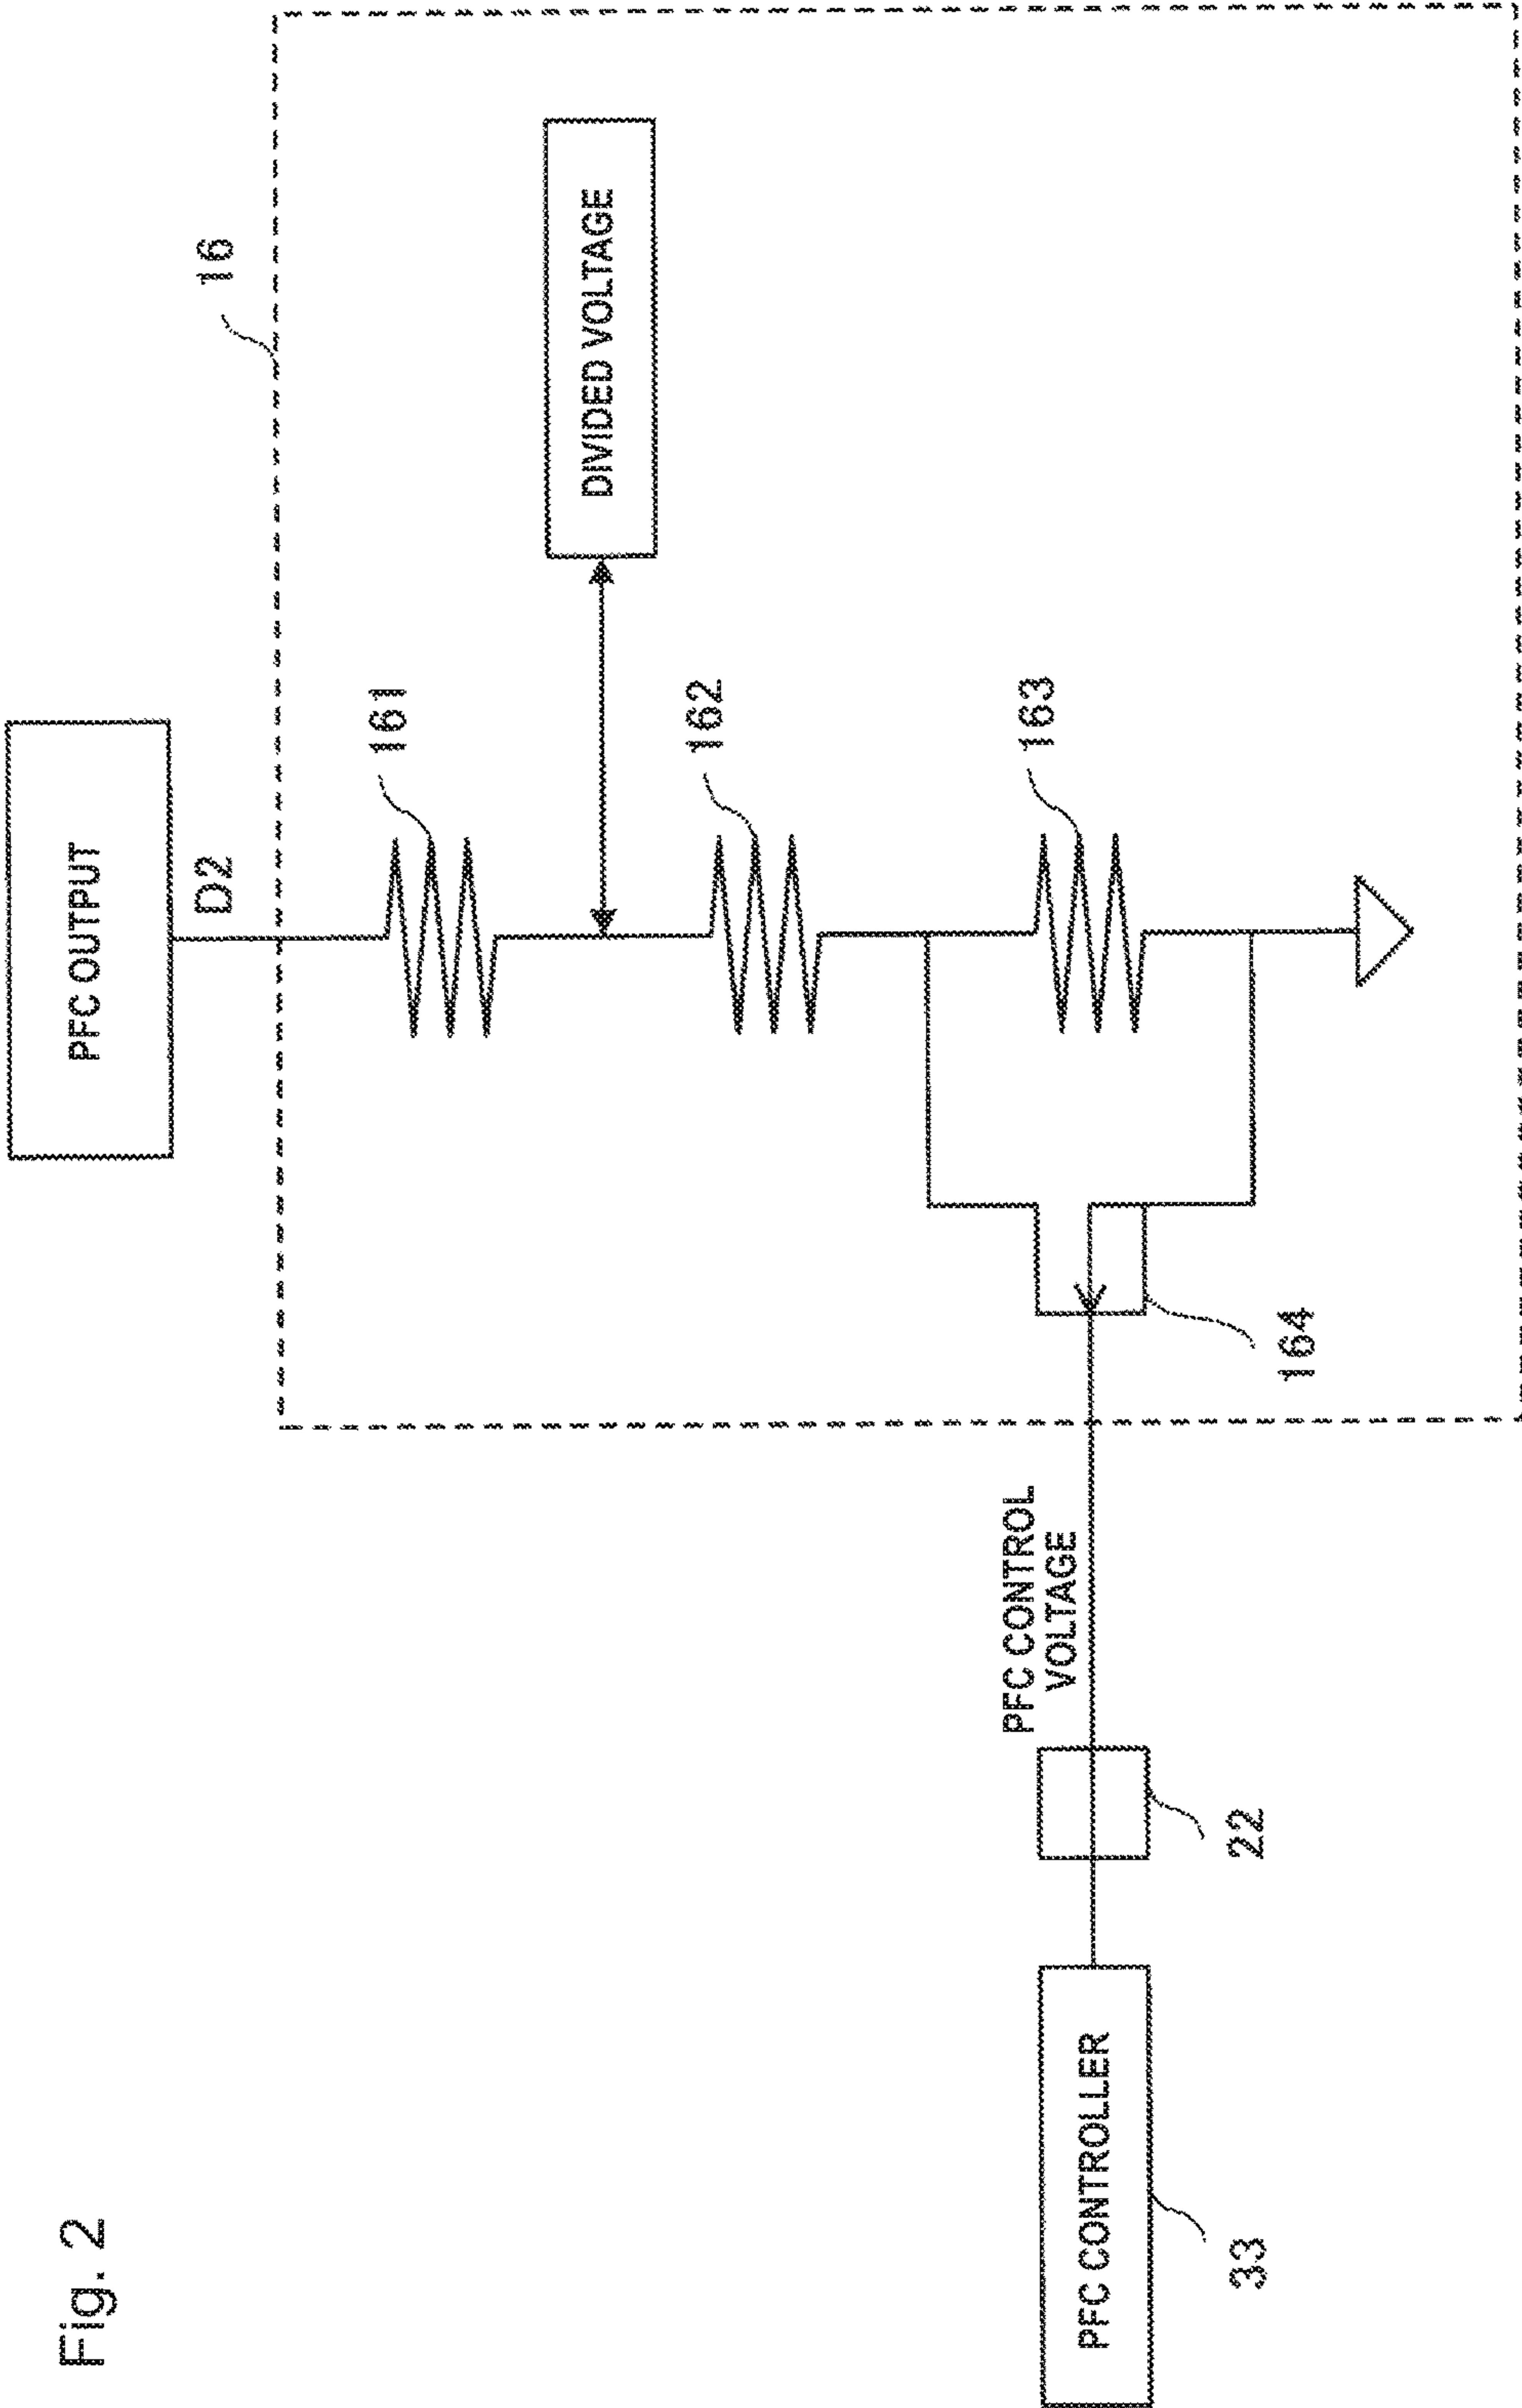 Fig. 2
PFC OUTPUT
D2
16
161
DIVIDED VOLTAGE
162
163
PFC CONTROL
VOLTAGE
164
22
PFC CONTROLLER
33